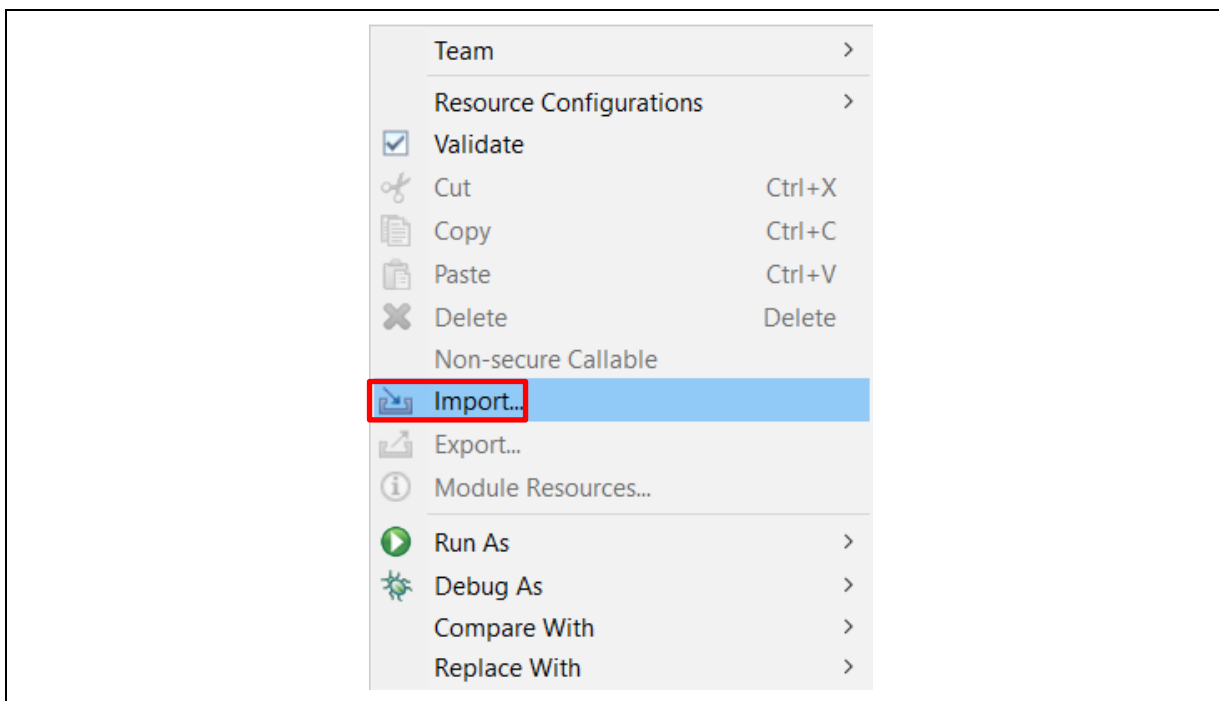 Team
Resource Configurations
Validate
Cut Ctrl+X
Copy Ctrl+C
Paste Ctrl+V
Delete Delete
Non-secure Callable
Import...
Export...
Module Resources...
Run As
Debug As
Compare With
Replace With